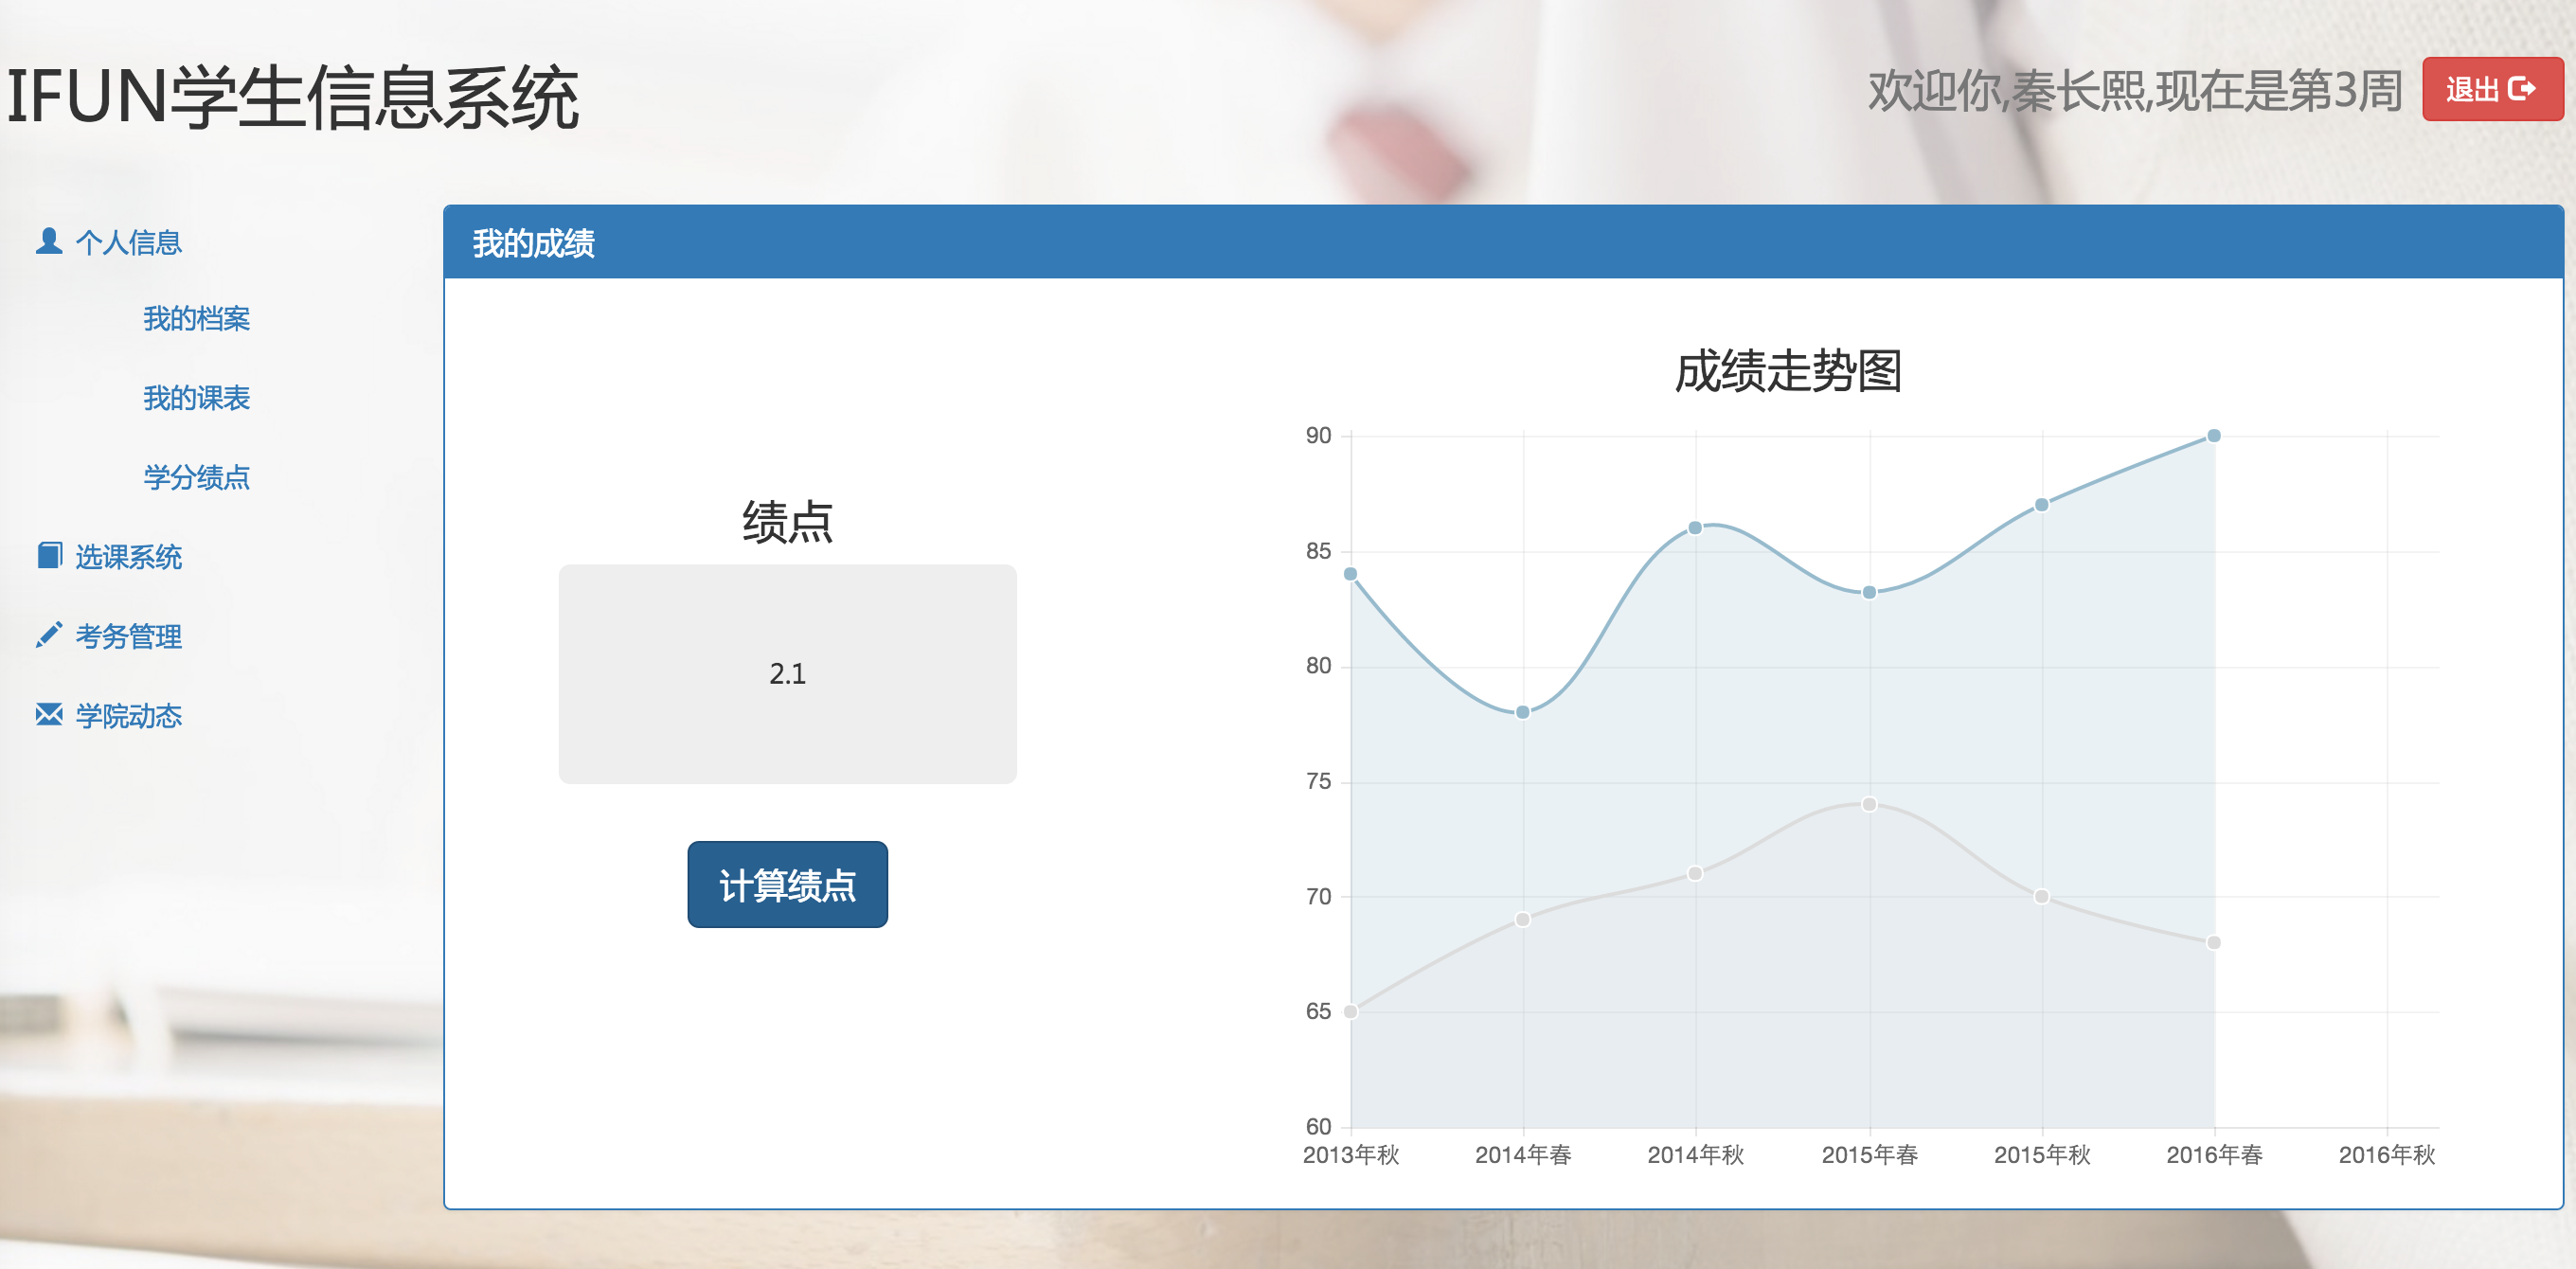 IFUN学生信息系统
欢迎你,秦长熙,现在是第3周
退出
个人信息
我的档案
我的课表
学分绩点
选课系统
考务管理
学院动态
我的成绩
绩点
2.1
计算绩点
成绩走势图
90
85
80
75
70
65
60
2013年秋 2014年春 2014年秋 2015年春 2015年秋 2016年春 2016年秋